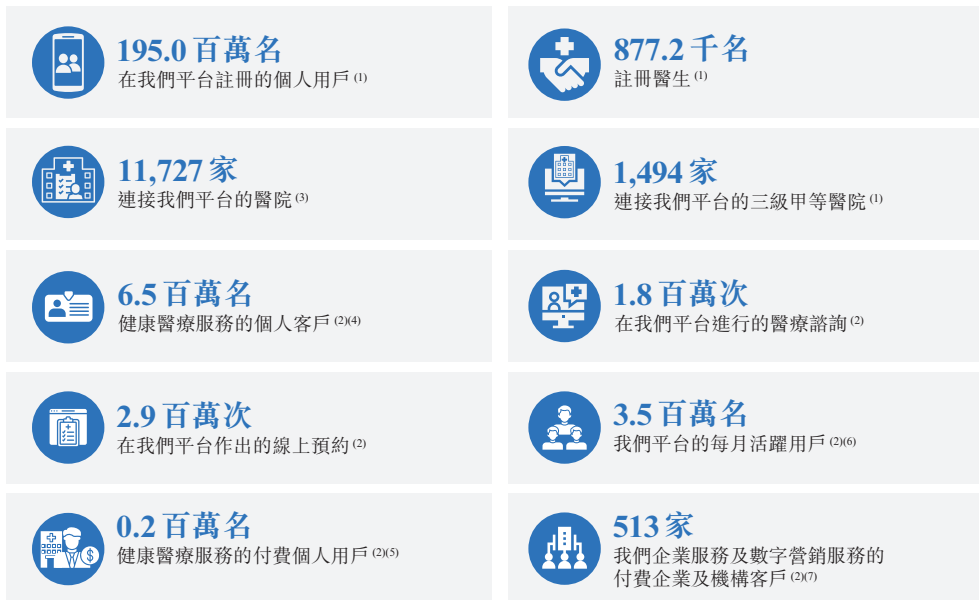 195.0 百萬名
在我們平台註冊的個人用戶 (1)
877.2 千名
註冊醫生 (1)
11,727 家
連接我們平台的醫院 (3)
1,494 家
連接我們平台的三級甲等醫院 (1)
6.5 百萬名
健康醫療服務的個人客戶 (2)(4)
1.8 百萬次
在我們平台進行的醫療諮詢 (2)
2.9 百萬次
在我們平台作出的線上預約 (2)
3.5 百萬名
我們平台的每月活躍用戶 (2)(6)
0.2 百萬名
健康醫療服務的付費個人用戶 (2)(5)
513 家
我們企業服務及數字營銷服務的
付費企業及機構客戶 (2)(7)